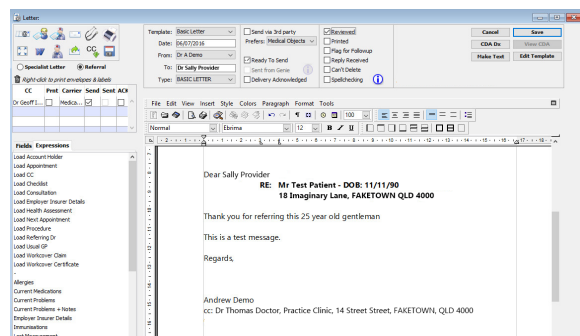 Letter:
Template: Basic Letter
Send via 3rd party
Reviewed
Cancel
Save
Date: 06/07/2016
Prefers: Medical Objects
Printed
CDA Dx
View CDA
Flag for Followup
From: Dr A Demo
Ready To Send
Reply Received
Make Text
Edit Template
Specialist Letter
Referral
To: Dr Sally Provider
Sent from Genie
Can't Delete
Right-click to print envelopes & labels
Type: BASIC LETTER
Delivery Acknowledged
Spellchecking
CC Prnt Carrier Send Sent ACK
Dr Geoff I... Medica...
File Edit View Insert Style Colors Paragraph Format Tools
100
Normal
Ebrima
12
B I U
Fields Expressions
Load Account Holder
Load Appointment
Load CC
Load Checklist
Load Consultation
Load Employer Insurer Details
Load Health Assessment
Load Next Appointment
Load Procedure
Load Referring Dr
Load Usual GP
Load Workcover Claim
Load Workcover Certificate
-
Allergies
Current Medications
Current Problems
Current Problems + Notes
Employer Insurer Details
Immunisations
Dear Sally Provider
RE: Mr Test Patient - DOB: 11/11/90
18 Imaginary Lane, FAKETOWN QLD 4000
Thank you for referring this 25 year old gentleman
This is a test message.
Regards,
Andrew Demo
cc: Dr Thomas Doctor, Practice Clinic, 14 Street Street, FAKETOWN, QLD 4000